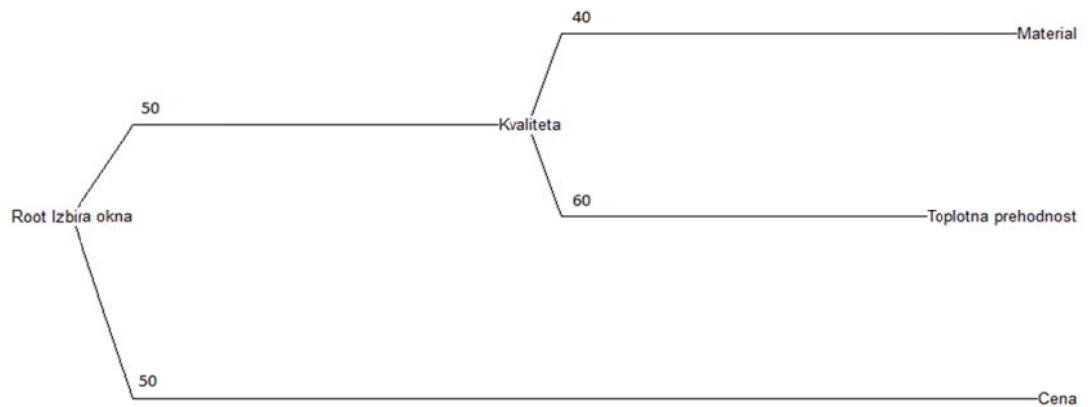 40
Material
50
Kvaliteta
60
Root Izbira okna
Toplotna prehodnost
50
Cena